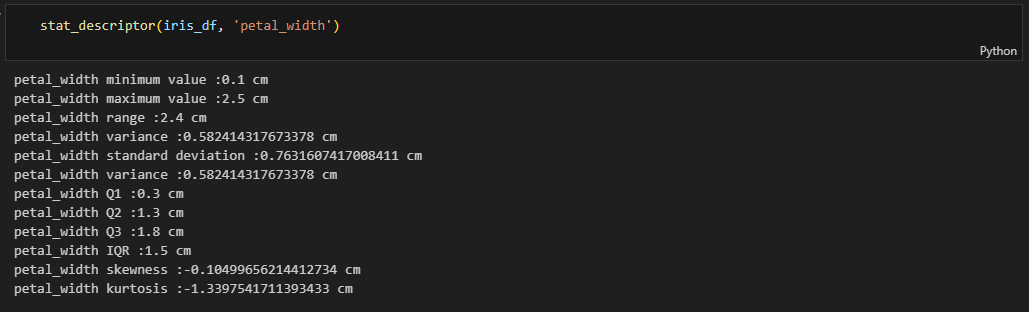 stat_descriptor(iris_df, 'petal_width')
Python
petal_width minimum value :0.1 cm
petal_width maximum value :2.5 cm
petal_width range :2.4 cm
petal_width variance :0.582414317673378 cm
petal_width standard deviation :0.7631607417008411 cm
petal_width variance :0.582414317673378 cm
petal_width Q1 :0.3 cm
petal_width Q2 :1.3 cm
petal_width Q3 :1.8 cm
petal_width IQR :1.5 cm
petal_width skewness :-0.10499656214412734 cm
petal_width kurtosis :-1.3397541711393433 cm